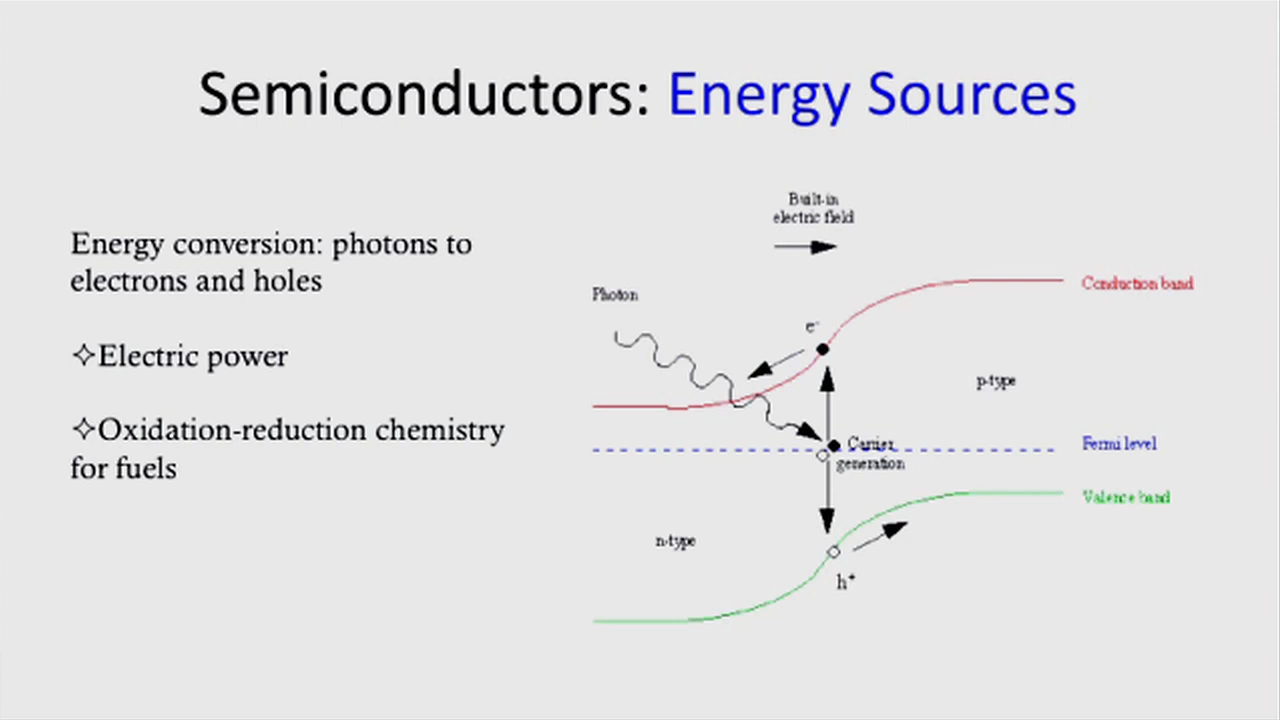 Semiconductors: Energy Sources
Energy conversion: photons to
electrons and holes
✧Electric power
✧Oxidation-reduction chemistry
for fuels
Built-in
electric field
Photon
Conduction band
e-
p-type
Carrier
generation
Fermi level
Valence band
n-type
h+